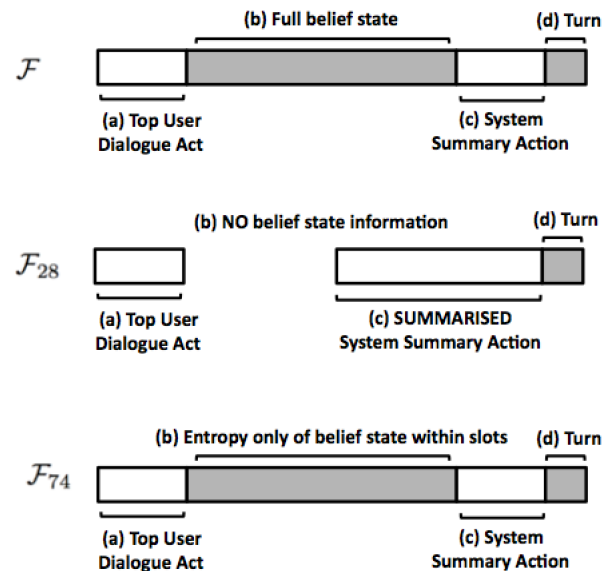 (b) Full belief state
(d) Turn
F
(a) Top User
Dialogue Act
(c) System
Summary Action
(b) NO belief state information
(d) Turn
F28
(a) Top User
Dialogue Act
(c) SUMMARISED
System Summary Action
(b) Entropy only of belief state within slots
(d) Turn
F74
(a) Top User
Dialogue Act
(c) System
Summary Action